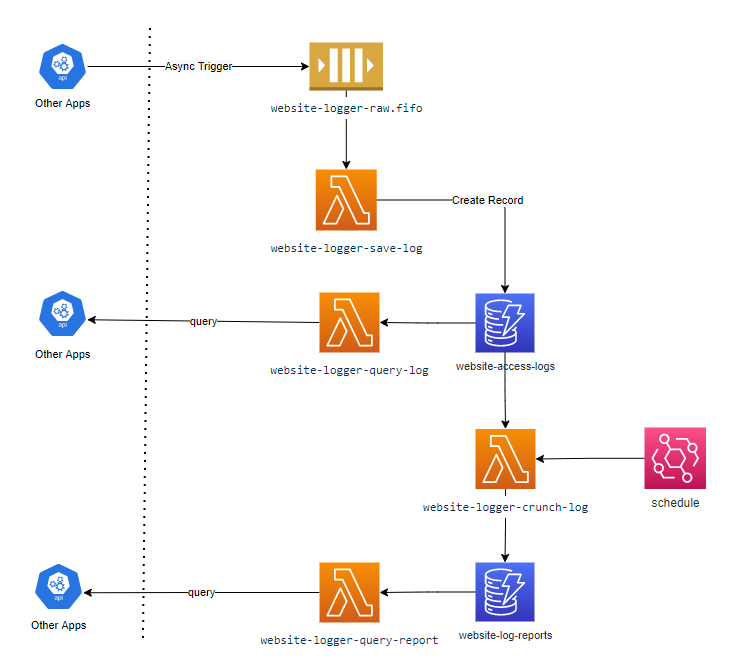 api
Async Trigger
Other Apps
website-logger-raw.fifo
Create Record
website-logger-save-log
api
query
Other Apps
website-logger-query-log
website-access-logs
website-logger-crunch-log
schedule
api
query
Other Apps
website-logger-query-report
website-log-reports